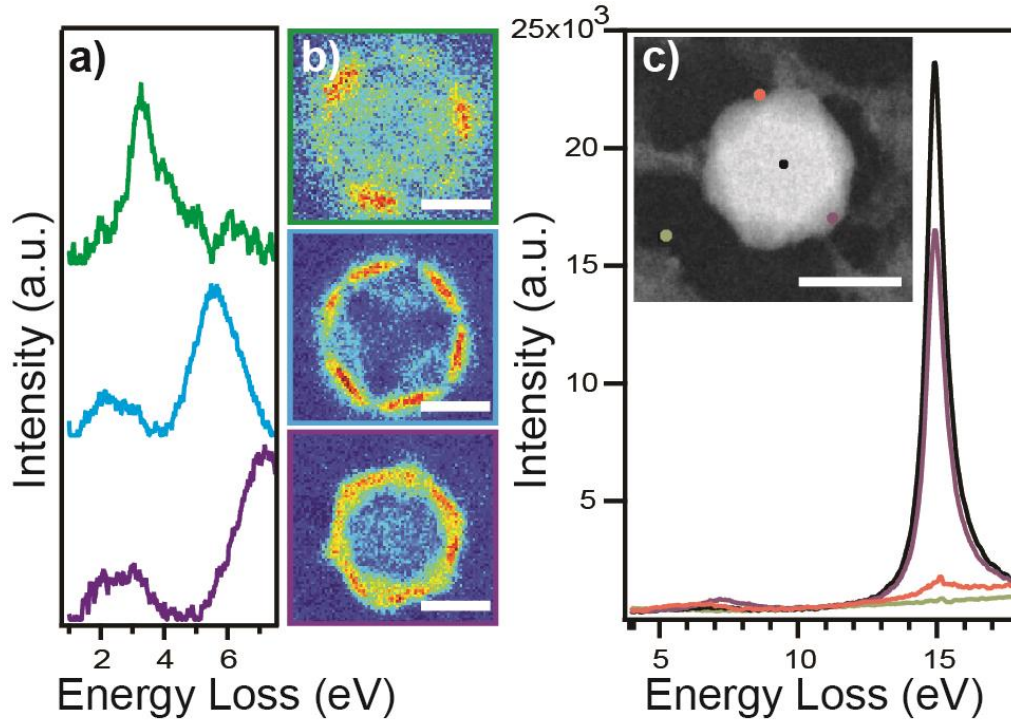 a)
b)
c)
Intensity (a.u.)
2
4
6
Energy Loss (eV)
Intensity (a.u.)
25x10³
20
15
10
5
5
10
15
Energy Loss (eV)